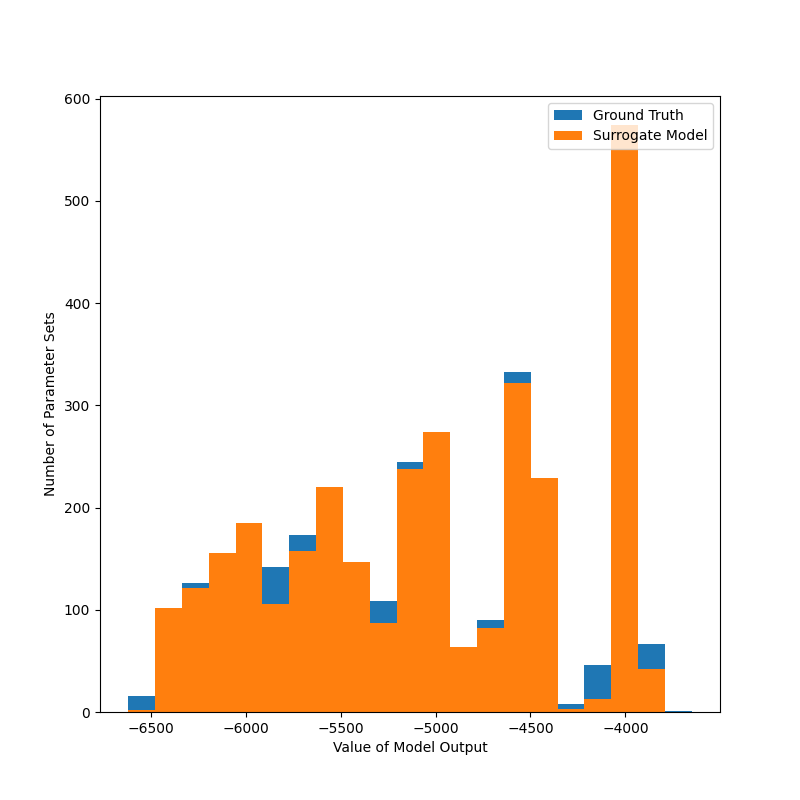 Ground Truth
Surrogate Model
600
500
400
300
200
100
0
Number of Parameter Sets
−6500 −6000 −5500 −5000 −4500 −4000
Value of Model Output